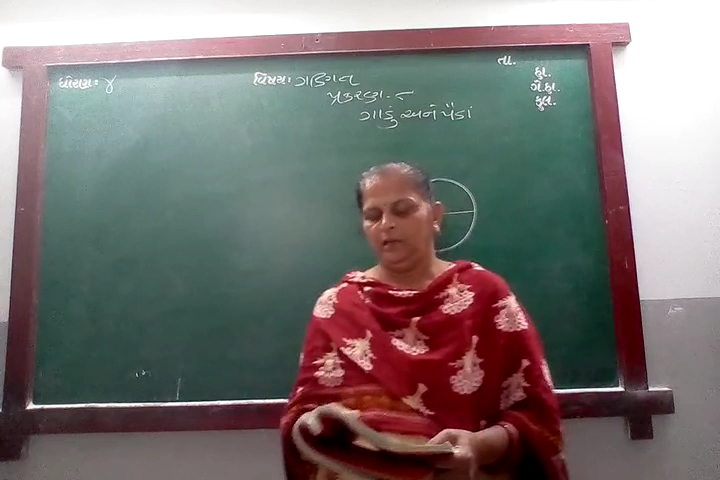 ધોરણ: ૪
વિષય: ગણિત
પ્રકરણ - ૮
ગાડું અને પૈડાં
તા.
હા.
ગે.હા.
કુલ.